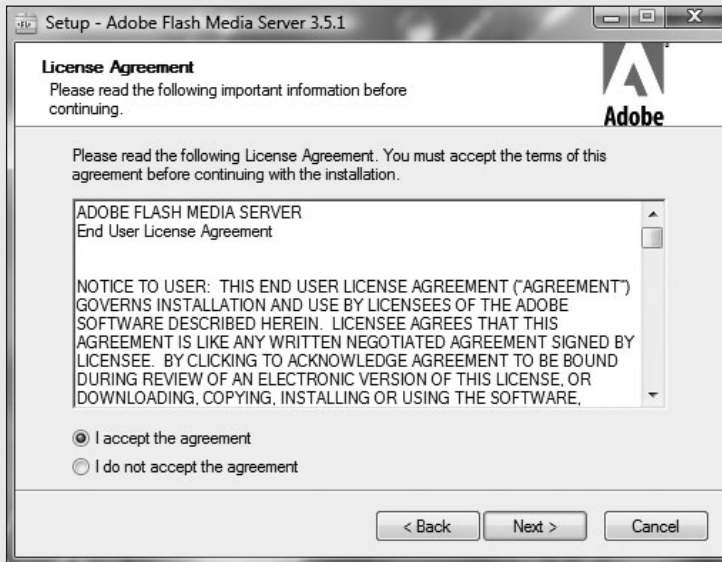 Setup - Adobe Flash Media Server 3.5.1
License Agreement
Please read the following important information before
continuing.
Adobe
Please read the following License Agreement. You must accept the terms of this
agreement before continuing with the installation.
ADOBE FLASH MEDIA SERVER
End User License Agreement
NOTICE TO USER:  THIS END USER LICENSE AGREEMENT ("AGREEMENT")
GOVERNS INSTALLATION AND USE BY LICENSEES OF THE ADOBE
SOFTWARE DESCRIBED HEREIN.  LICENSEE AGREES THAT THIS
AGREEMENT IS LIKE ANY WRITTEN NEGOTIATED AGREEMENT SIGNED BY
LICENSEE.  BY CLICKING TO ACKNOWLEDGE AGREEMENT TO BE BOUND
DURING REVIEW OF AN ELECTRONIC VERSION OF THIS LICENSE, OR
DOWNLOADING, COPYING, INSTALLING OR USING THE SOFTWARE,
I accept the agreement
I do not accept the agreement
< Back Next > Cancel